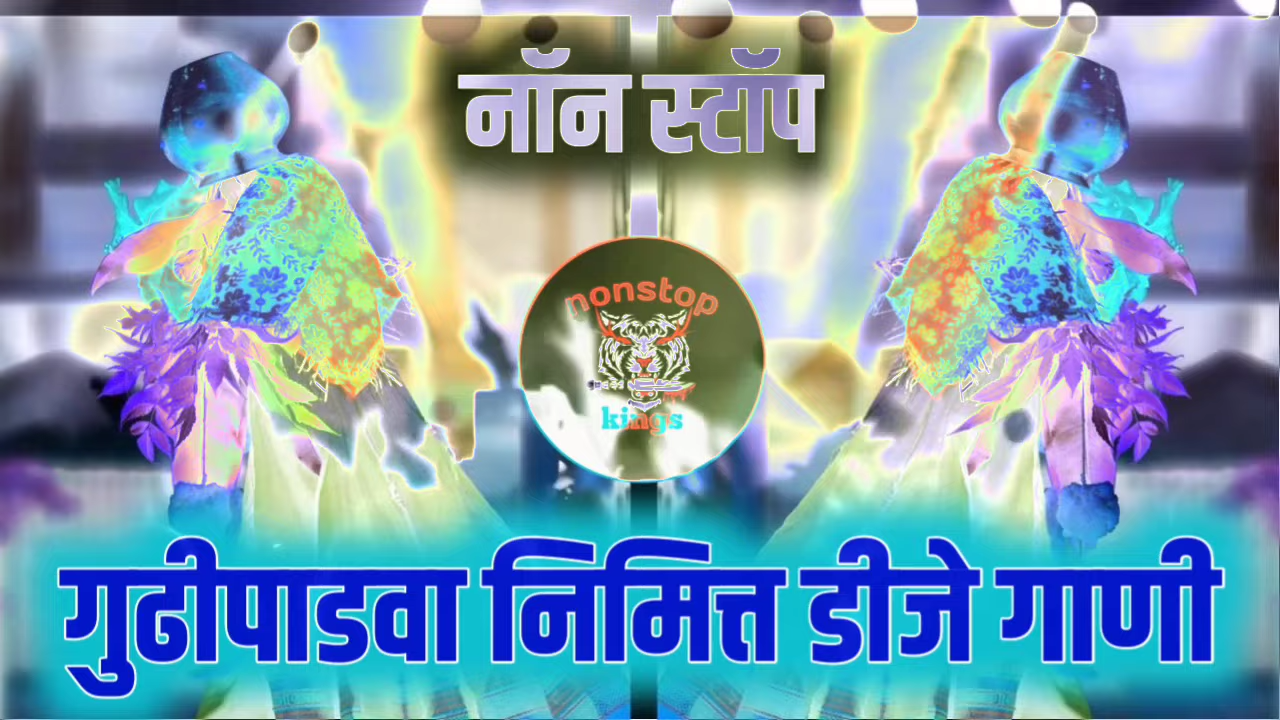 नॉन स्टॉप
nonstop
kings
गुढीपाडवा निमित्त डीजे गाणी